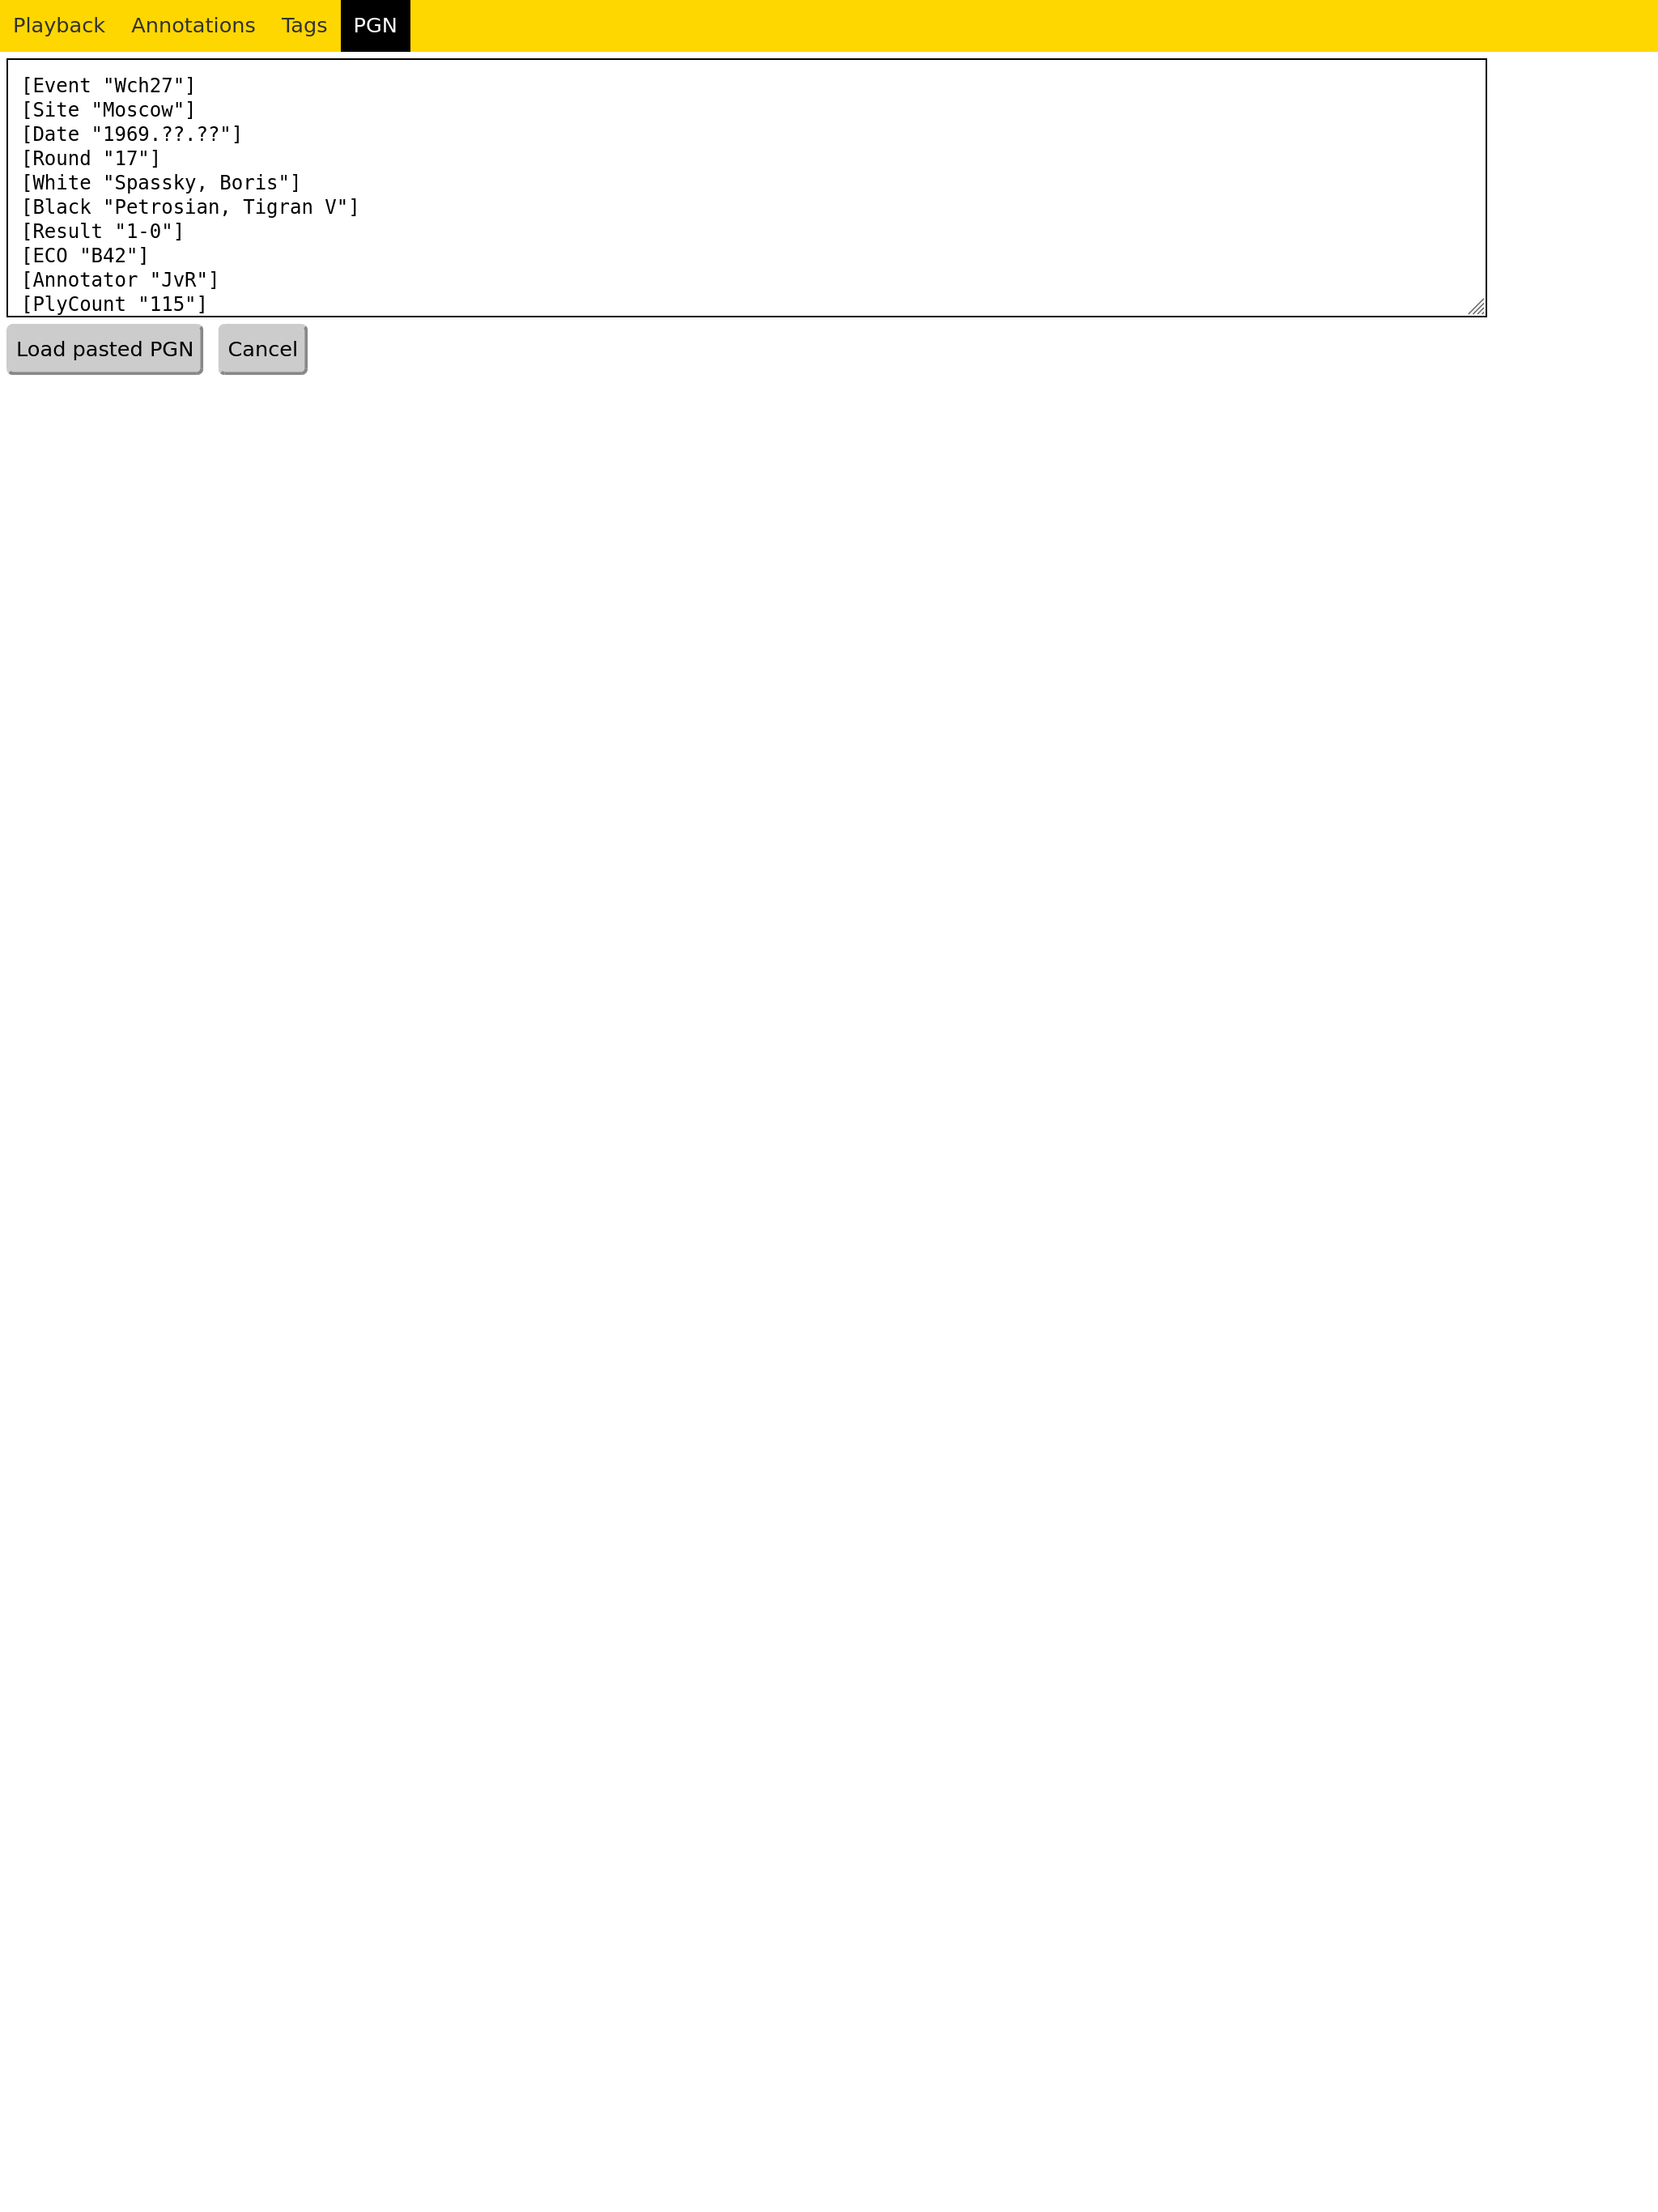 Playback Annotations Tags PGN
[Event "Wch27"]
[Site "Moscow"]
[Date "1969.??.??"]
[Round "17"]
[White "Spassky, Boris"]
[Black "Petrosian, Tigran V"]
[Result "1-0"]
[ECO "B42"]
[Annotator "JvR"]
[PlyCount "115"]
Load pasted PGN Cancel